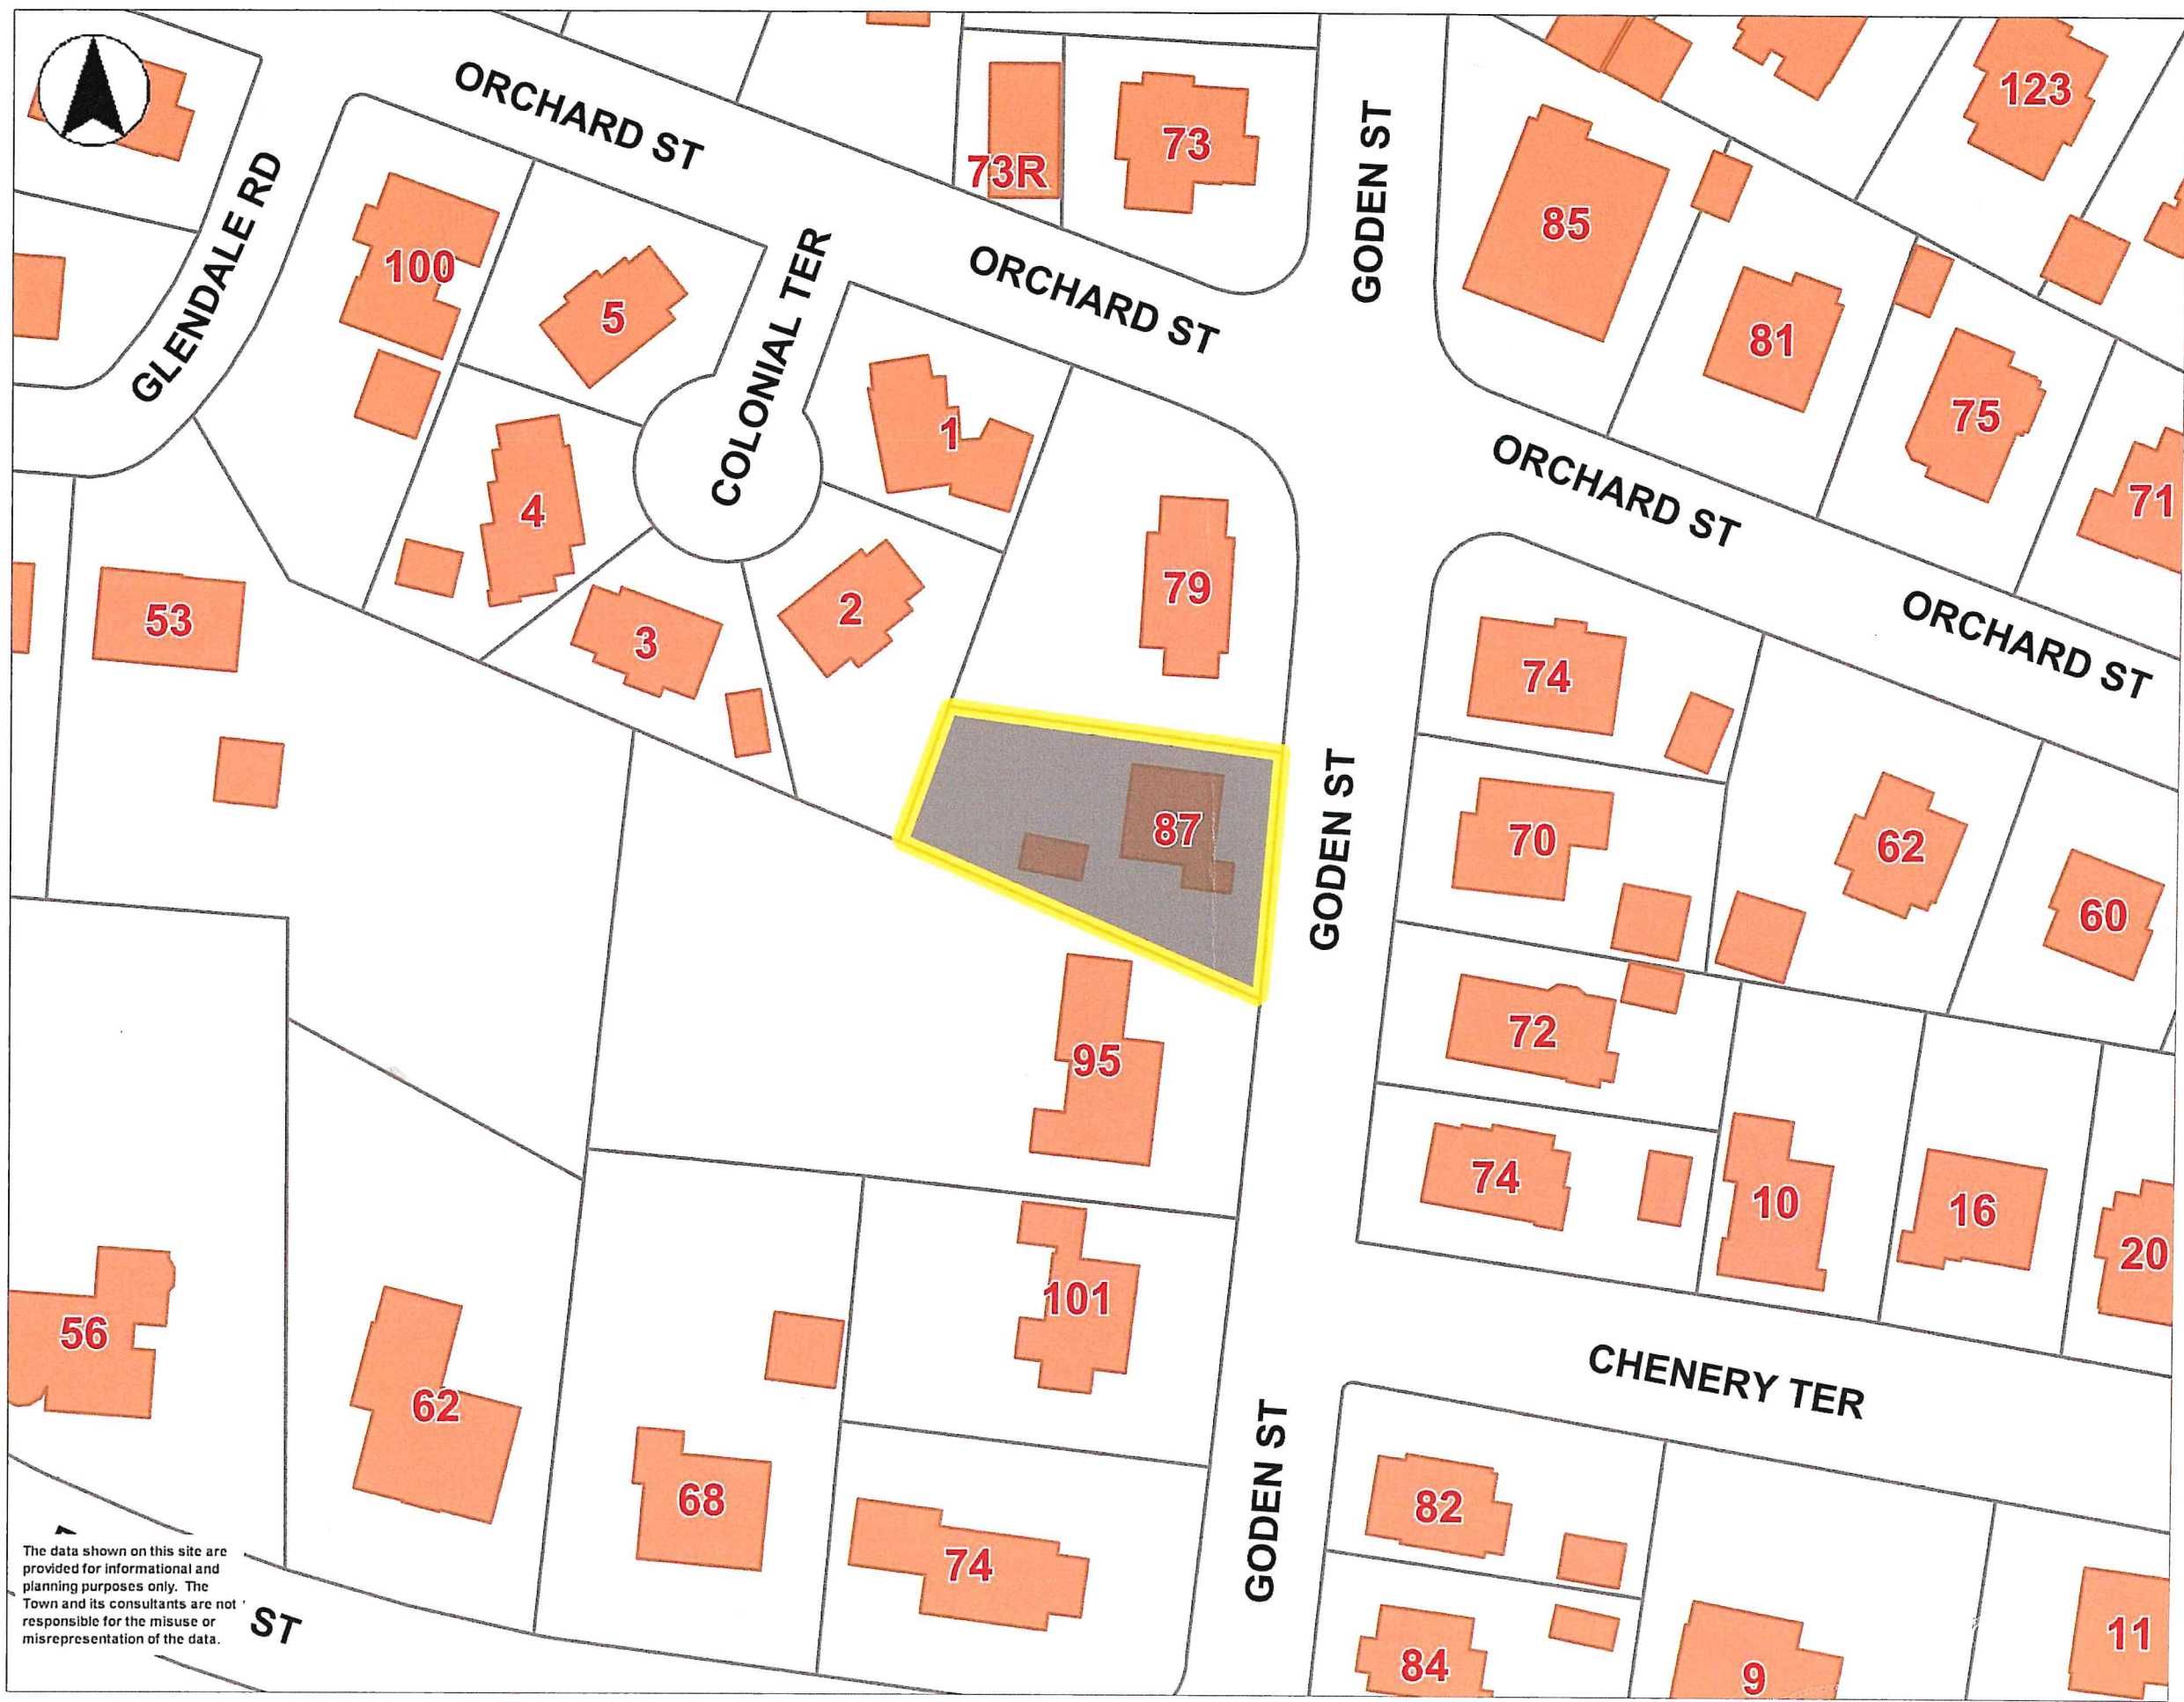 ORCHARD ST
73R
73
GODEN ST
123
85
GLENDALE RD
100
5
COLONIAL TER
ORCHARD ST
81
75
1
4
71
ORCHARD ST
53
3
2
79
74
ORCHARD ST
87
GODEN ST
70
62
60
95
72
74
10
16
20
56
101
62
CHENERY TER
68
74
GODEN ST
82
84
9
11
The data shown on this site are
provided for informational and
planning purposes only. The
Town and its consultants are not
responsible for the misuse or
misrepresentation of the data.
ST